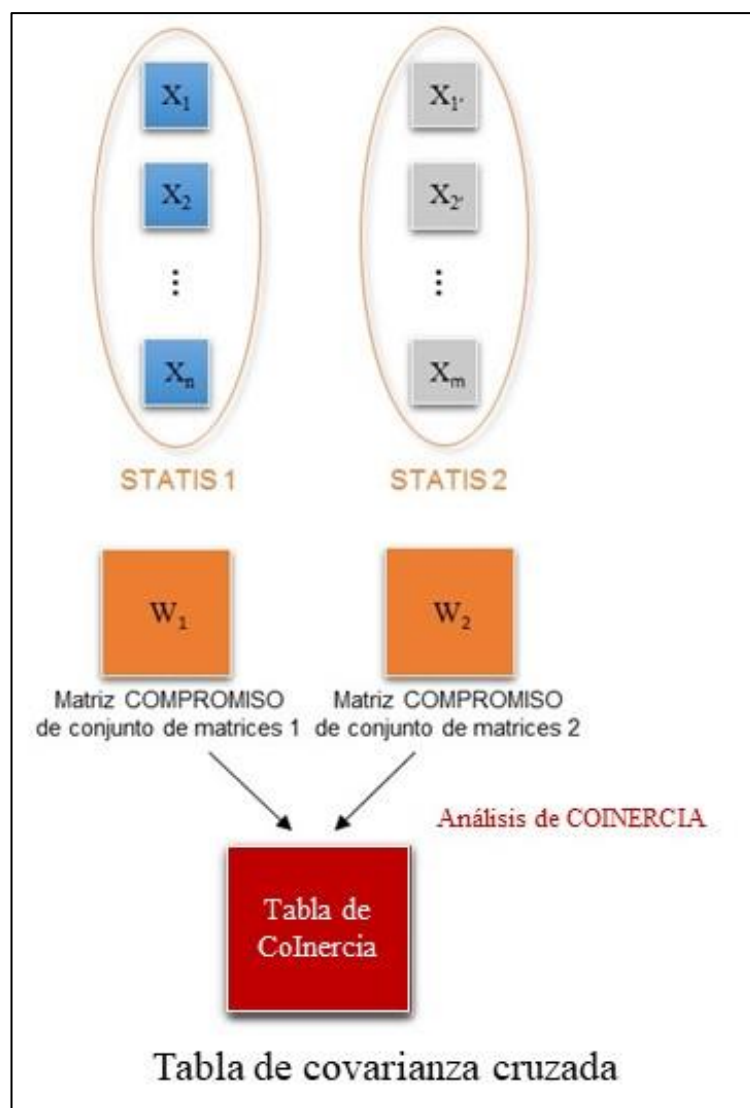 X₁
X₁'
X₂
X₂'
⋮
⋮
Xₙ
Xₘ
STATIS 1
STATIS 2
W₁
W₂
Matriz COMPROMISO
de conjunto de matrices 1
Matriz COMPROMISO
de conjunto de matrices 2
Análisis de COINERCIA
Tabla de
CoInercia
Tabla de covarianza cruzada